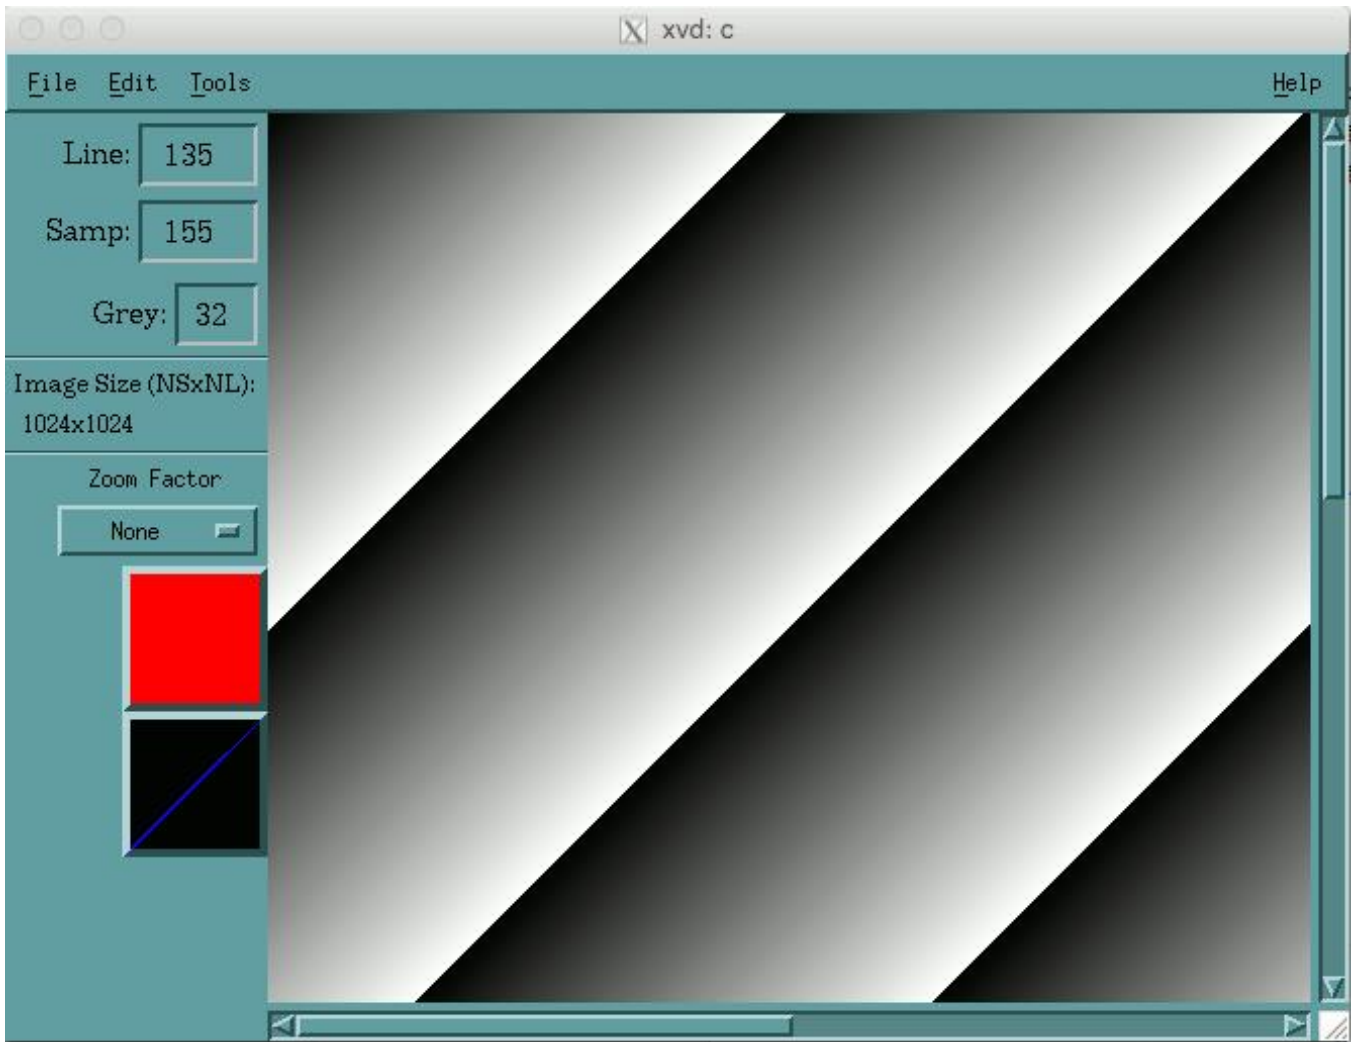 xvd: c
File Edit Tools Help
Line: 135
Samp: 155
Grey: 32
Image Size (NSxNL):
1024x1024
Zoom Factor
None